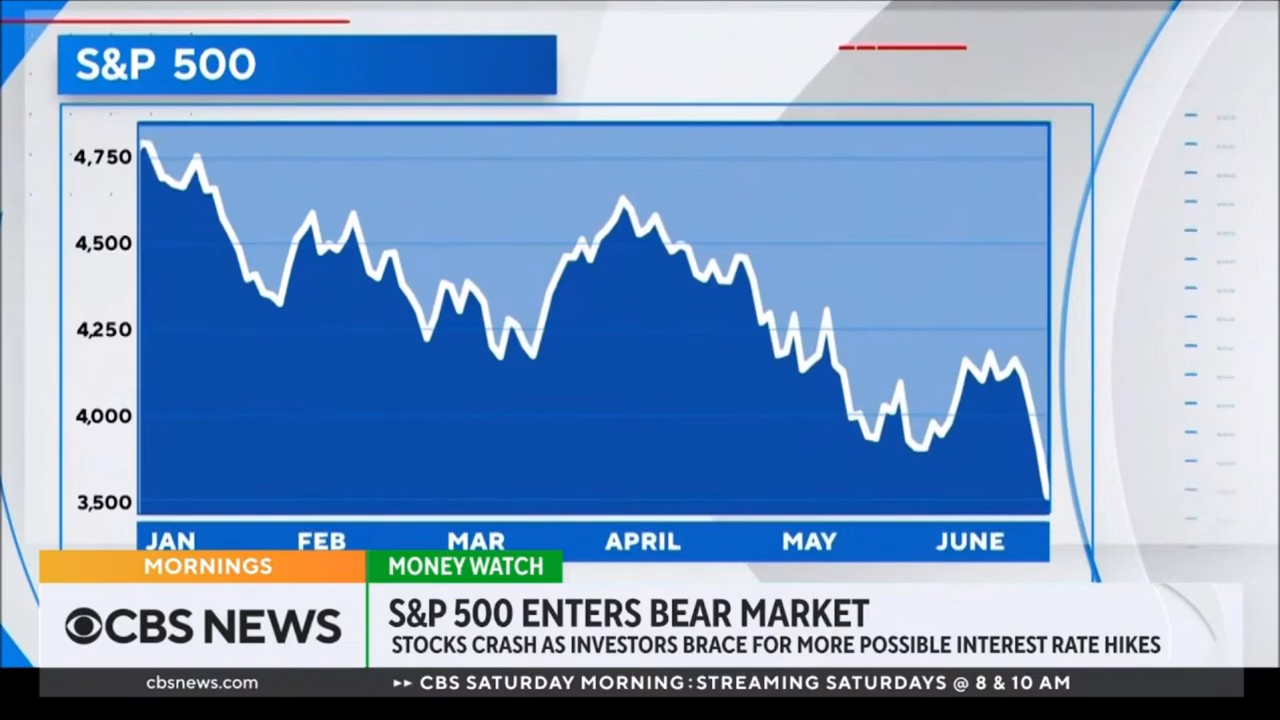 S&P 500
4,750
4,500
4,250
4,000
3,500
JAN FEB MAR APRIL MAY JUNE
MORNINGS
MONEY WATCH
CBS NEWS
S&P 500 ENTERS BEAR MARKET
STOCKS CRASH AS INVESTORS BRACE FOR MORE POSSIBLE INTEREST RATE HIKES
cbsnews.com
CBS SATURDAY MORNING: STREAMING SATURDAYS @ 8 & 10 AM